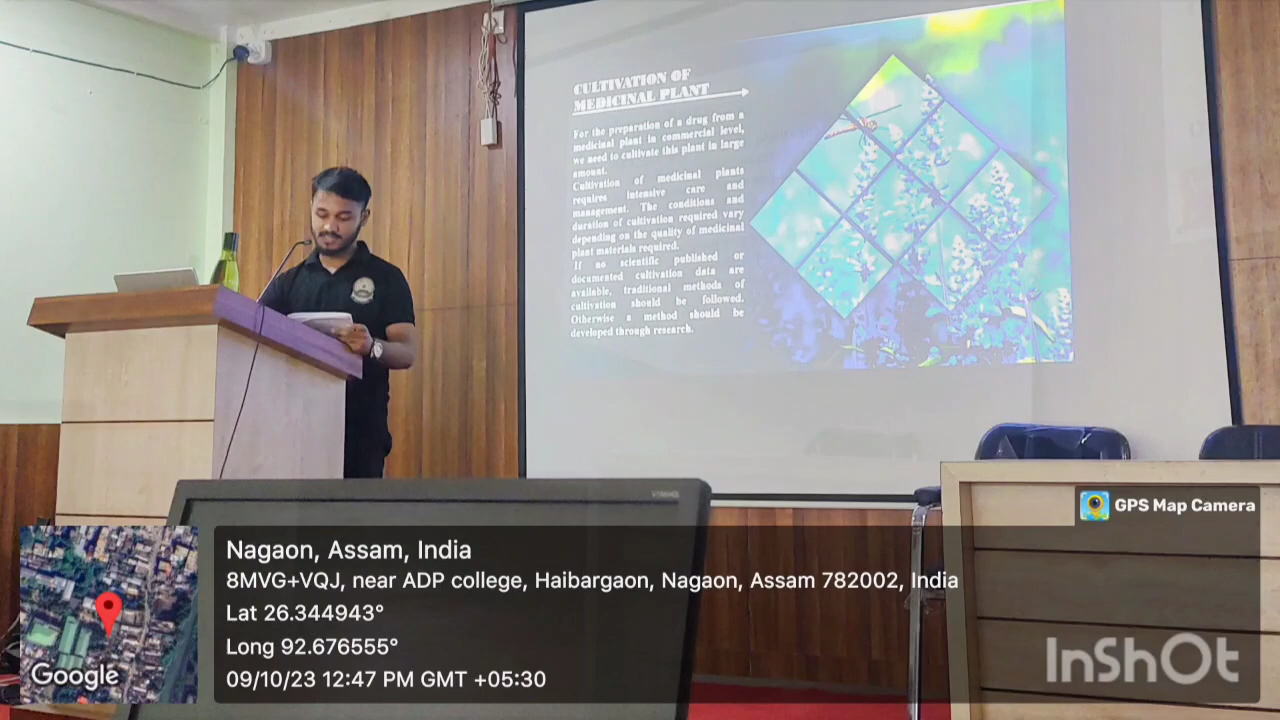 CULTIVATION OF
MEDICINAL PLANT
For the preparation of a drug from a
medicinal plant in commercial level,
we need to cultivate this plant in large
amount.
Cultivation of medicinal plants
requires intensive care and
management. The conditions and
duration of cultivation required vary
depending on the quality of medicinal
plant materials required.
If no scientific published or
documented cultivation data are
available, traditional methods of
cultivation should be followed.
Otherwise a method should be
developed through research.
GPS Map Camera
Nagaon, Assam, India
8MVG+VQJ, near ADP college, Haibargaon, Nagaon, Assam 782002, India
Lat 26.344943°
Long 92.676555°
09/10/23 12:47 PM GMT +05:30
Google
InShOt